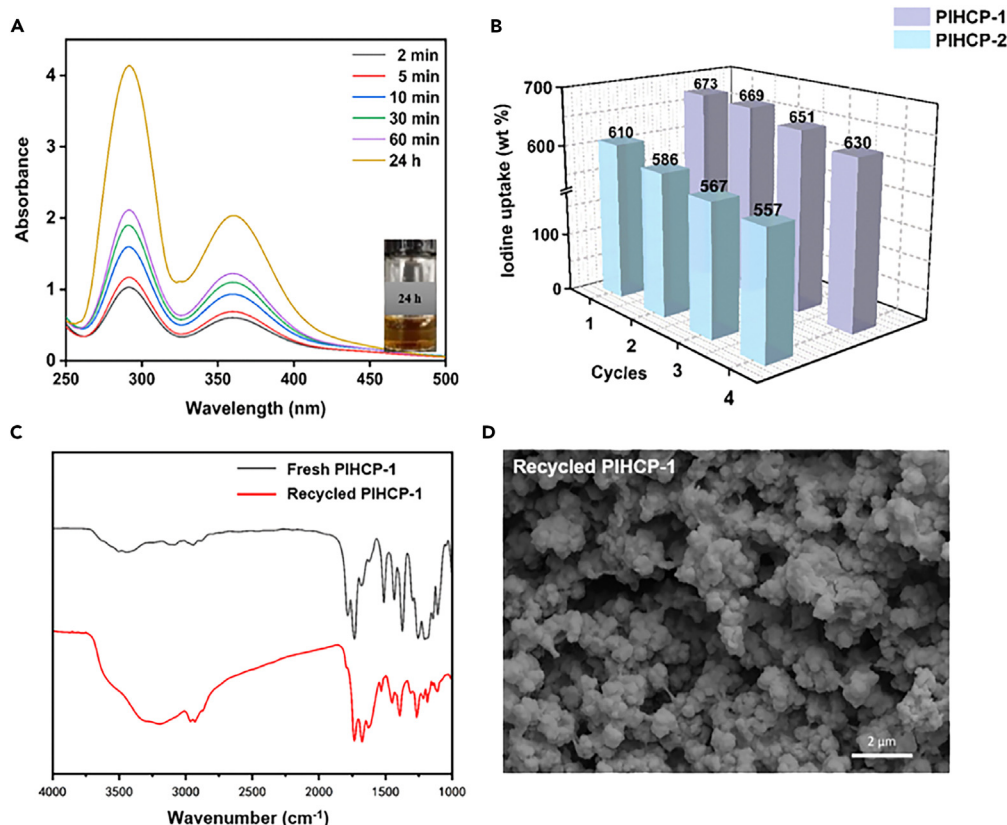 A
2 min
5 min
10 min
30 min
60 min
24 h
4
3
2
1
0
Absorbance
24 h
250 300 350 400 450 500
Wavelength (nm)
B
PIHCP-1
PIHCP-2
700
600
100
0
Iodine uptake (wt %)
673
669
651
630
610
586
567
557
1
2
3
4
Cycles
C
Fresh PIHCP-1
Recycled PIHCP-1
4000 3500 3000 2500 2000 1500 1000
Wavenumber (cm⁻¹)
D
Recycled PIHCP-1
2 μm